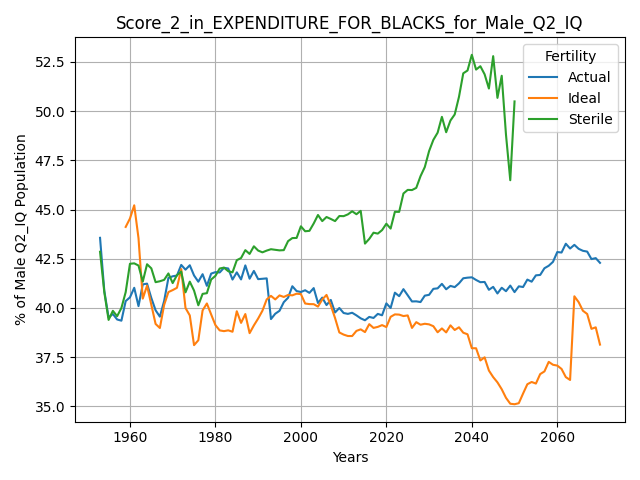 Score_2_in_EXPENDITURE_FOR_BLACKS_for_Male_Q2_IQ
Fertility
Actual
Ideal
Sterile
% of Male Q2_IQ Population
52.5
50.0
47.5
45.0
42.5
40.0
37.5
35.0
1960 1980 2000 2020 2040 2060
Years